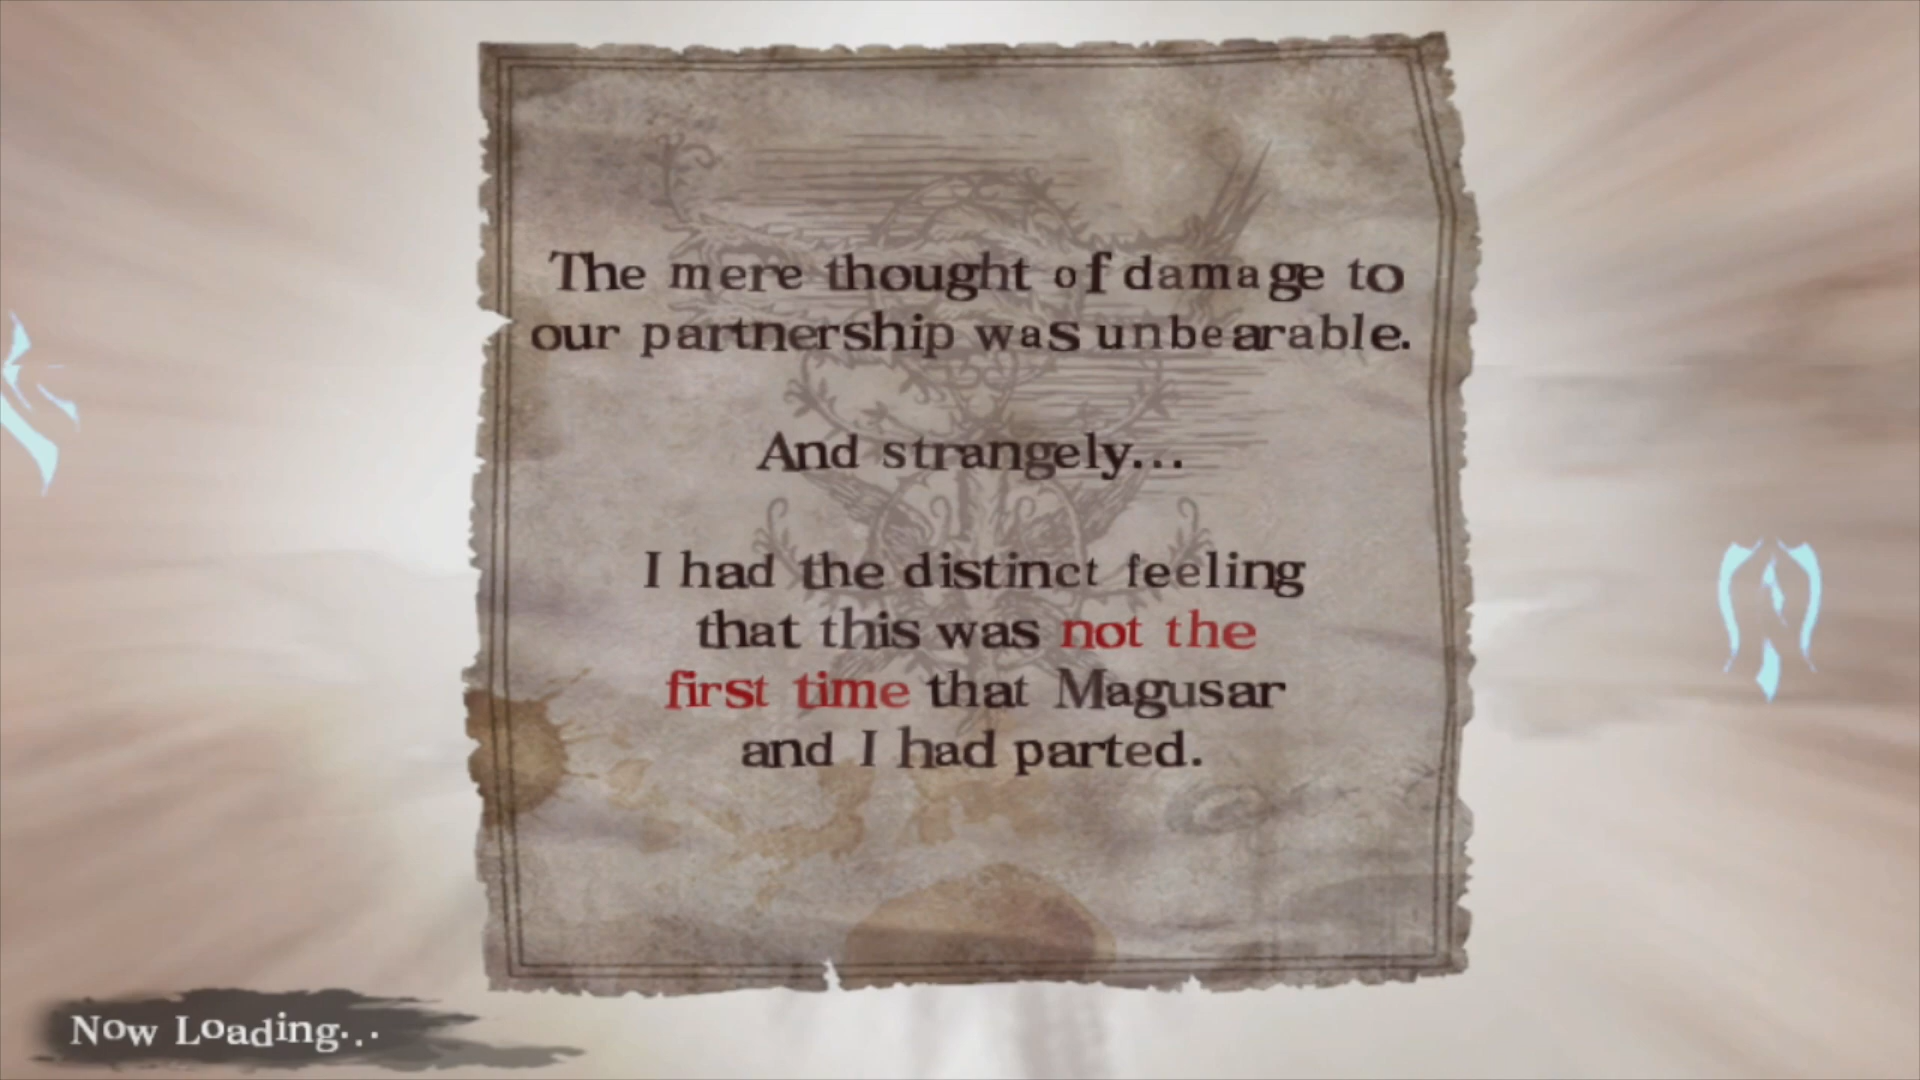 The mere thought of damage to
our partnership was unbearable.
And strangely...
I had the distinct feeling
that this was not the
first time that Magusar
and I had parted.
Now Loading...